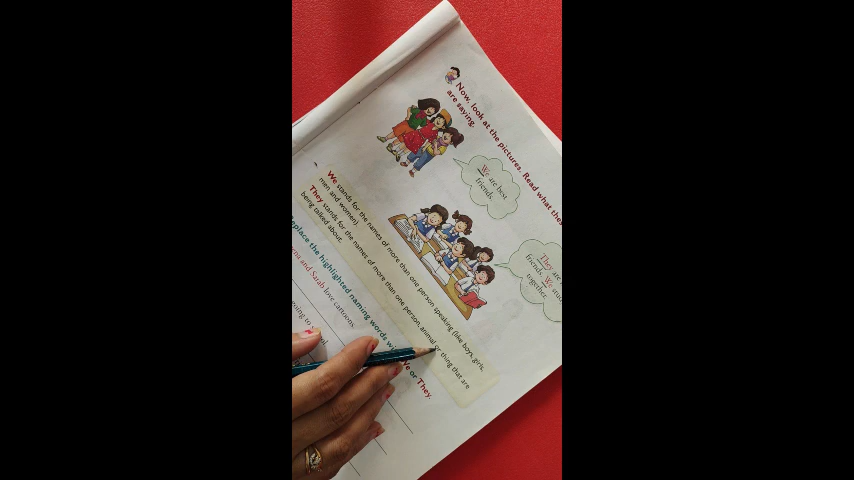 Now, look at the pictures. Read what they
are saying.
We are best
friends.
They are
friends. We
together.
We stands for the names of more than one person speaking (like boys, girls,
men and women).
They stands for the names of more than one person, animal or thing that are
being talked about.
Replace the highlighted naming words with We or They.
and Sarah love cartoons.
going to